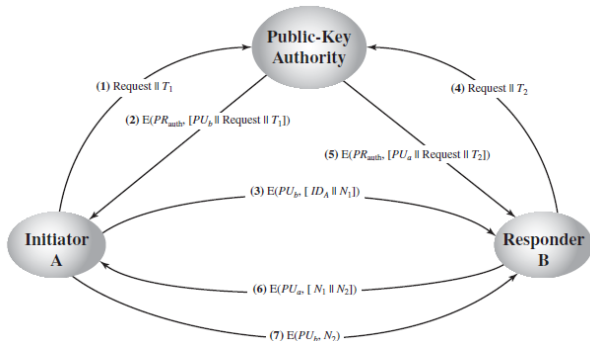 Public-Key
Authority
(1) Request || T₁
(4) Request || T₂
(2) E(PRauth, [PUb || Request || T₁])
(5) E(PRauth, [PUa || Request || T₂])
(3) E(PUb, [ IDA || N₁])
Initiator
A
Responder
B
(6) E(PUa, [ N₁ || N₂])
(7) E(PUb, N₂)